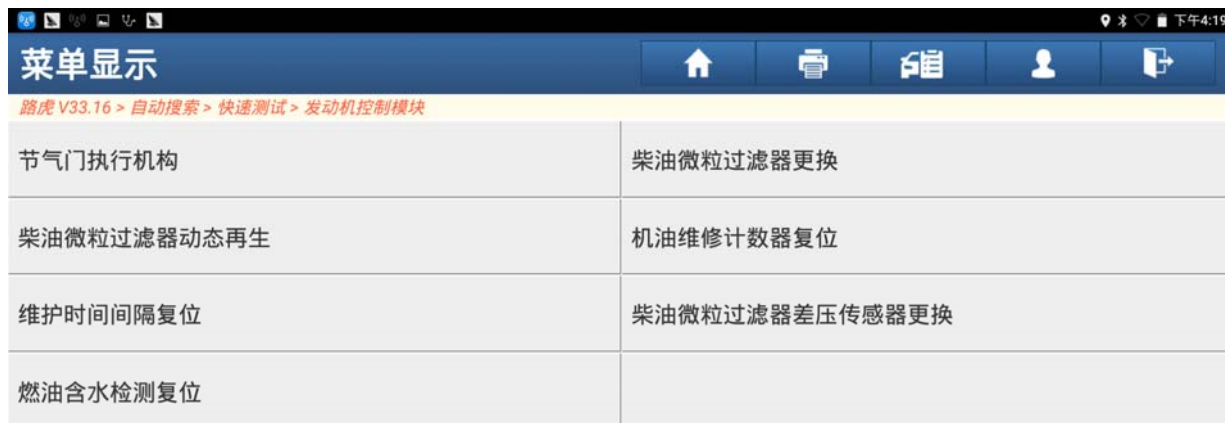 下午4:19
菜单显示
路虎 V33.16 > 自动搜索 > 快速测试 > 发动机控制模块
节气门执行机构
柴油微粒过滤器更换
柴油微粒过滤器动态再生
机油维修计数器复位
维护时间间隔复位
柴油微粒过滤器差压传感器更换
燃油含水检测复位